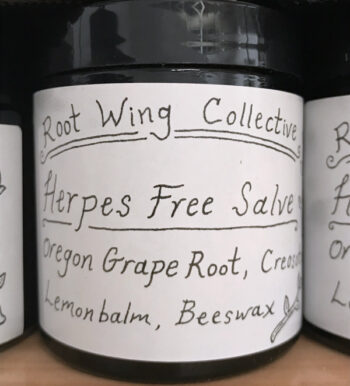 Root Wing Collective
Herpes Free Salve
Oregon Grape Root,
Lemonbalm, Beeswax